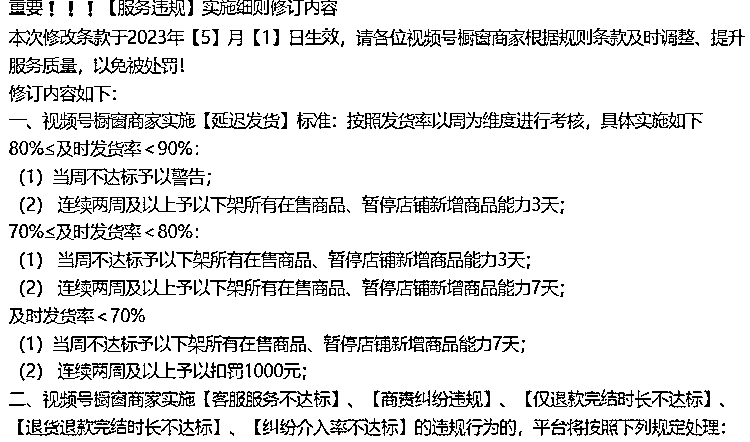 重要！！！【服务违规】实施细则修订内容
本次修改条款于2023年【5】月【1】日生效，请各位视频号橱窗商家根据规则条款及时调整、提升
服务质量，以免被处罚！
修订内容如下：
一、视频号橱窗商家实施【延迟发货】标准：按照发货率以周为维度进行考核，具体实施如下
80%≤及时发货率＜90%：
（1）当周不达标予以警告；
（2） 连续两周及以上予以下架所有在售商品、暂停店铺新增商品能力3天；
70%≤及时发货率＜80%：
（1） 当周不达标予以下架所有在售商品、暂停店铺新增商品能力3天；
（2） 连续两周及以上予以下架所有在售商品、暂停店铺新增商品能力7天；
及时发货率＜70%
（1）当周不达标予以下架所有在售商品、暂停店铺新增商品能力7天；
（2） 连续两周及以上予以扣罚1000元；
二、视频号橱窗商家实施【客服服务不达标】、【商责纠纷违规】、【仅退款完结时长不达标】、
【退货退款完结时长不达标】、【纠纷介入率不达标】的违规行为的，平台将按照下列规定处理：